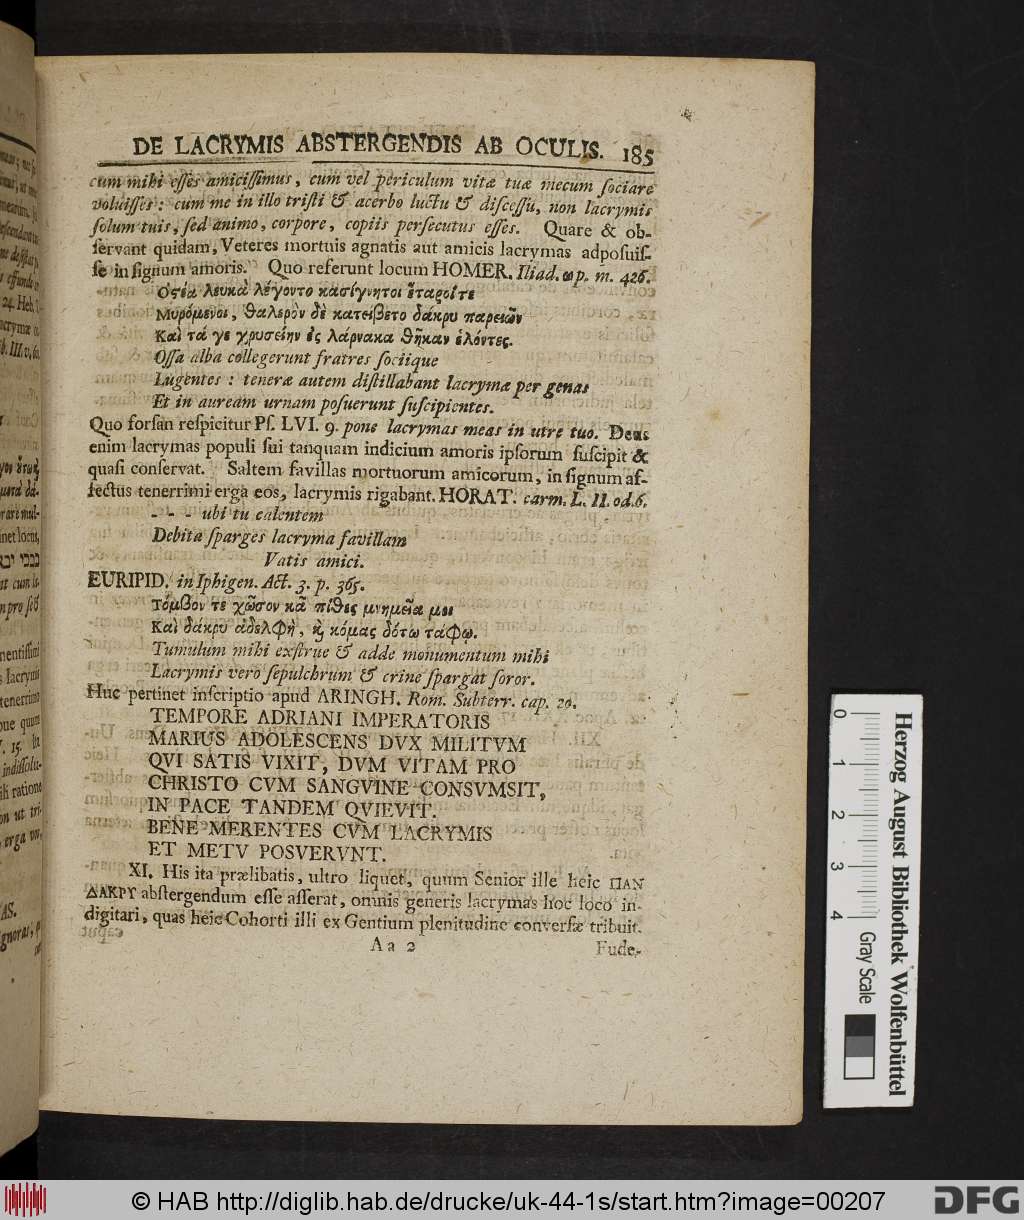 DE LACRYMIS ABSTERGENDIS AB OCULIS. 185
cum mihi esses amicissimus, cum vel periculum vitæ tuæ mecum sociare
voluisses: cum me in illo tristi & acerbo luctu & discessu, non lacrymis
solum tuis, sed animo, corpore, copiis persecutus esses. Quare & ob-
servant quidam, Veteres mortuis agnatis aut amicis lacrymas adposuis-
se in signum amoris. Quo referunt locum HOMER. Iliad. ωp. m. 426.
Ὀστέα λευκὰ λέγοντο κασίγνητοι ἕταροίτε
Μυρόμενοι, θαλερὸν δὲ κατείβετο δάκρυ παρειῶν
Καὶ τά γε χρυσείην ἐς λάρνακα θῆκαν ἑλόντες.
Ossa alba collegerunt fratres sociique
Lugentes: teneræ autem distillabant lacrymæ per genas
Et in auream urnam posuerunt suscipientes.
Quo forsan respicitur Ps. LVI. 9. pone lacrymas meas in utre tuo. Deus
enim lacrymas populi sui tanquam indicium amoris ipsorum suscipit &
quasi conservat. Saltem favillas mortuorum amicorum, in signum af-
fectus tenerrimi erga eos, lacrymis rigabant. HORAT. carm. L. II. od. 6.
- - - ubi tu calentem
Debita sparges lacryma favillam
Vatis amici.
EURIPID. in Iphigen. Act. 3. p. 365.
Τύμβον τε χῶσον κᾀ πίθες μνημεῖα μοι
Καὶ δάκρυ ἀδελφὴ, καὶ κόμας δότω τάφω.
Tumulum mihi exstrue & adde monumentum mihi
Lacrymis vero sepulchrum & crine spargat soror.
Huc pertinet inscriptio apud ARINGH. Rom. Subterr. cap. 20.
TEMPORE ADRIANI IMPERATORIS
MARIUS ADOLESCENS DVX MILITVM
QVI SATIS VIXIT, DVM VITAM PRO
CHRISTO CVM SANGVINE CONSVMSIT,
IN PACE TANDEM QVIEVIT.
BENE MERENTES CVM LACRYMIS
ET METV POSVERVNT.
XI. His ita prælibatis, ultro liquet, quum Senior ille heic ΠΑΝ
ΔΑΚΡΥ abstergendum esse asserat, omnis generis lacrymas hoc loco in-
digitari, quas heic Cohorti illi ex Gentium plenitudine conversæ tribuit.
Aa 2 Fude-
0 1 2 3 4
Herzog August Bibliothek Wolfenbüttel
Gray Scale
© HAB http://diglib.hab.de/drucke/uk-44-1s/start.htm?image=00207
DFG